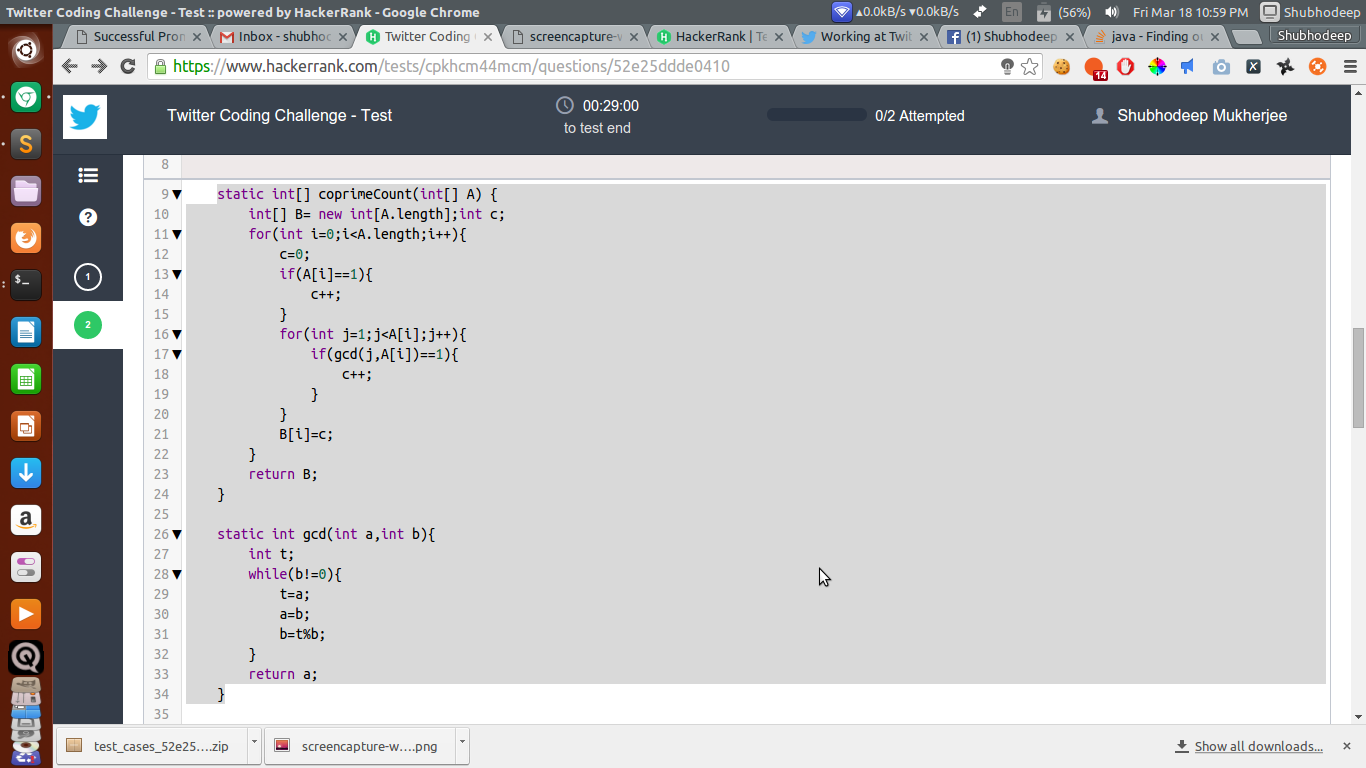 Twitter Coding Challenge - Test :: powered by HackerRank - Google Chrome
0.0kB/s 0.0kB/s
En
(56%)
Fri Mar 18 10:59 PM
Shubhodeep
Successful Pro
Inbox - shubhod
Twitter Coding
screencapture-w
HackerRank | Te
Working at Twit
(1) Shubhodeep
java - Finding o
Shubhodeep
https://www.hackerrank.com/tests/cpkhcm44mcm/questions/52e25ddde0410
14
Twitter Coding Challenge - Test
00:29:00
to test end
0/2 Attempted
Shubhodeep Mukherjee
?
1
2
8
9 static int[] coprimeCount(int[] A) {
10 int[] B= new int[A.length];int c;
11 for(int i=0;i<A.length;i++){
12 c=0;
13 if(A[i]==1){
14 c++;
15 }
16 for(int j=1;j<A[i];j++){
17 if(gcd(j,A[i])==1){
18 c++;
19 }
20 }
21 B[i]=c;
22 }
23 return B;
24 }
25
26 static int gcd(int a,int b){
27 int t;
28 while(b!=0){
29 t=a;
30 a=b;
31 b=t%b;
32 }
33 return a;
34 }
35
test_cases_52e25....zip
screencapture-w....png
Show all downloads...